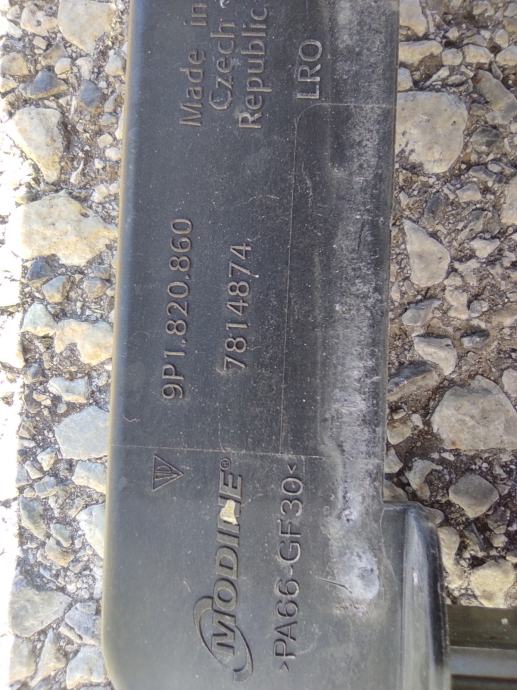 MODINE®
>PA66-GF30<
9P1.820.860
7814874.
Made in
Czech
Republic
LRO